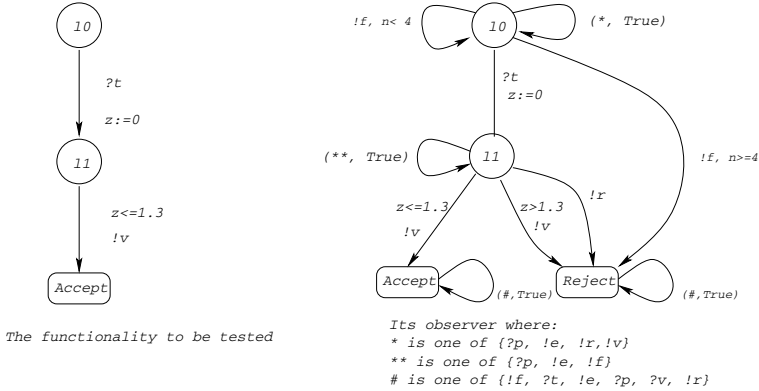 l0
?t
z:=0
l1
z<=1.3
!v
Accept
The functionality to be tested
!f, n< 4
l0
(*, True)
?t
z:=0
(**, True)
l1
!f, n>=4
z<=1.3
!v
z>1.3
!v
!r
Accept
(#,True)
Reject
(#,True)
Its observer where:
* is one of {?p, !e, !r,!v}
** is one of {?p, !e, !f}
# is one of {!f, ?t, !e, ?p, ?v, !r}